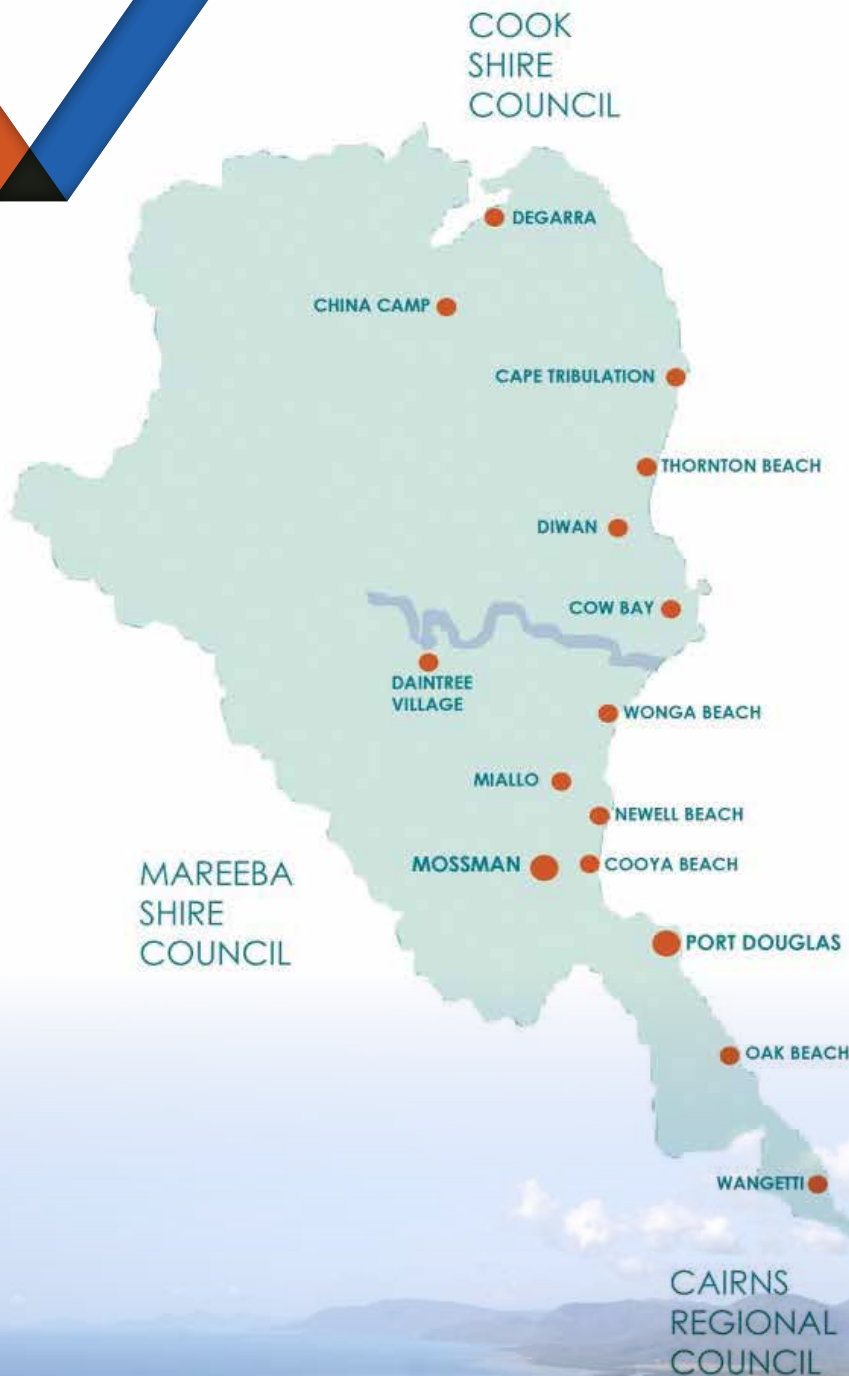 COOK
SHIRE
COUNCIL
DEGARRA
CHINA CAMP
CAPE TRIBULATION
THORNTON BEACH
DIWAN
COW BAY
DAINTREE
VILLAGE
WONGA BEACH
MIALLO
NEWELL BEACH
MOSSMAN
COOYA BEACH
MAREEBA
SHIRE
COUNCIL
PORT DOUGLAS
OAK BEACH
WANGETTI
CAIRNS
REGIONAL
COUNCIL